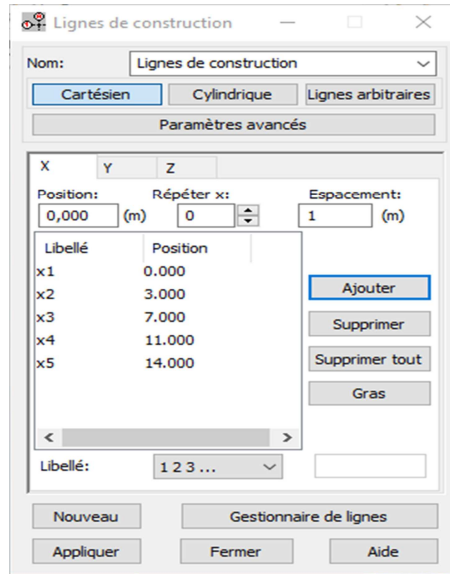 Lignes de construction
Nom: Lignes de construction
Cartésien Cylindrique Lignes arbitraires
Paramètres avancés
X Y Z
Position: Répéter x: Espacement:
0,000 (m) 0 1 (m)
Libellé Position
x1 0.000
x2 3.000
x3 7.000
x4 11.000
x5 14.000
Ajouter
Supprimer
Supprimer tout
Gras
Libellé: 1 2 3 ...
Nouveau Gestionnaire de lignes
Appliquer Fermer Aide